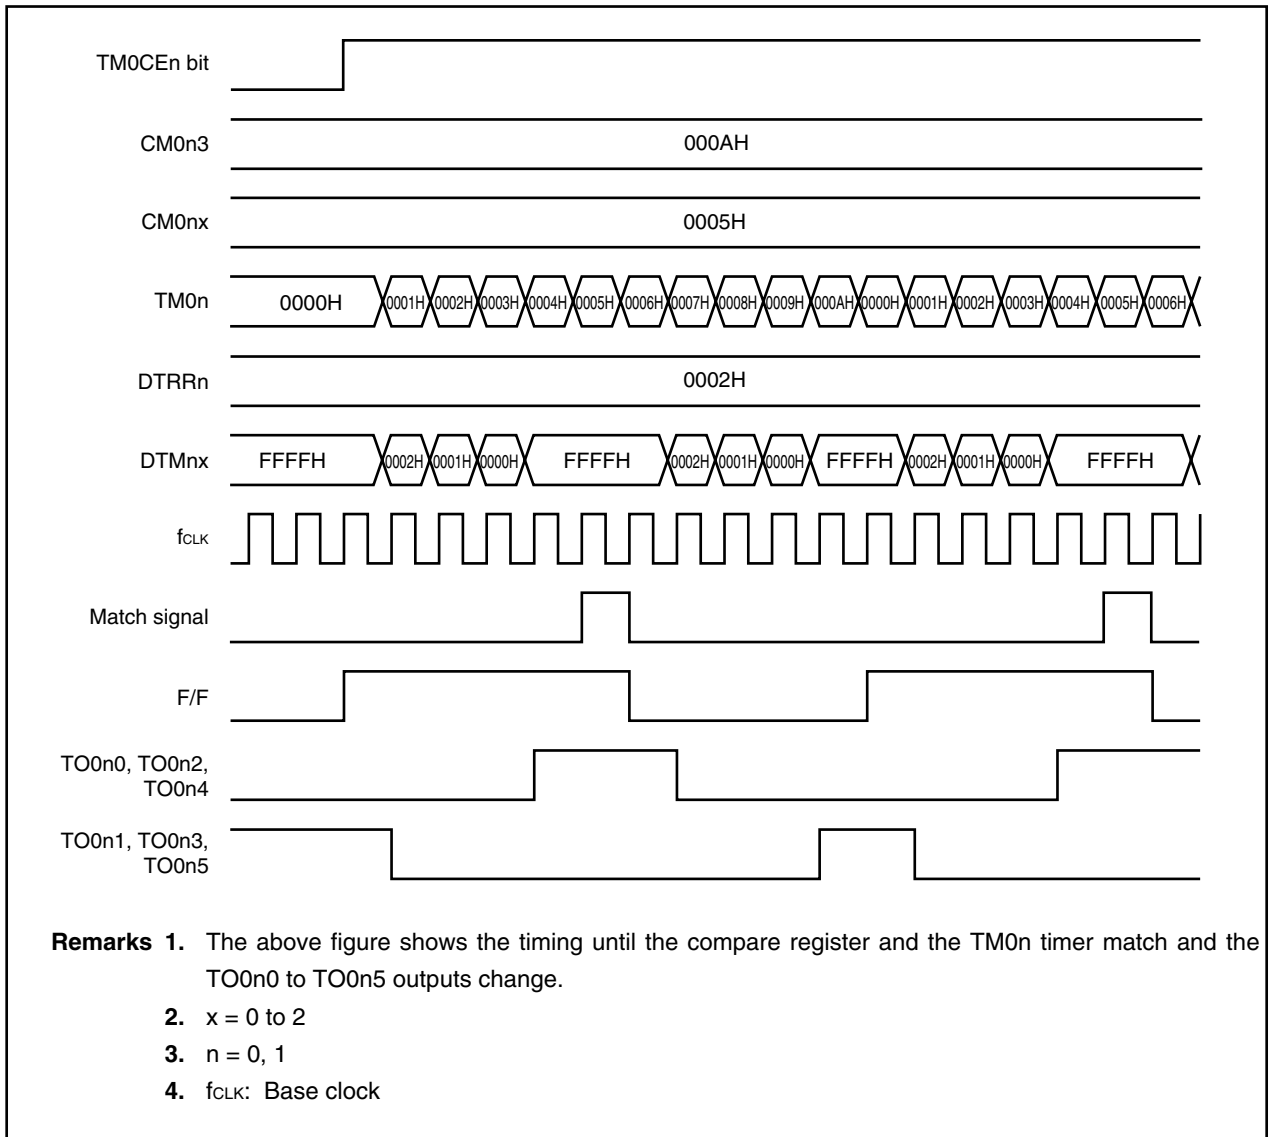 TM0CEn bit
CM0n3 000AH
CM0nx 0005H
TM0n 0000H 0001H 0002H 0003H 0004H 0005H 0006H 0007H 0008H 0009H 000AH 0000H 0001H 0002H 0003H 0004H 0005H 0006H
DTRRn 0002H
DTMnx FFFFH 0002H 0001H 0000H FFFFH 0002H 0001H 0000H FFFFH 0002H 0001H 0000H FFFFH
fCLK
Match signal
F/F
TO0n0, TO0n2,
TO0n4
TO0n1, TO0n3,
TO0n5
Remarks 1. The above figure shows the timing until the compare register and the TM0n timer match and the
TO0n0 to TO0n5 outputs change.
2. x = 0 to 2
3. n = 0, 1
4. fCLK: Base clock